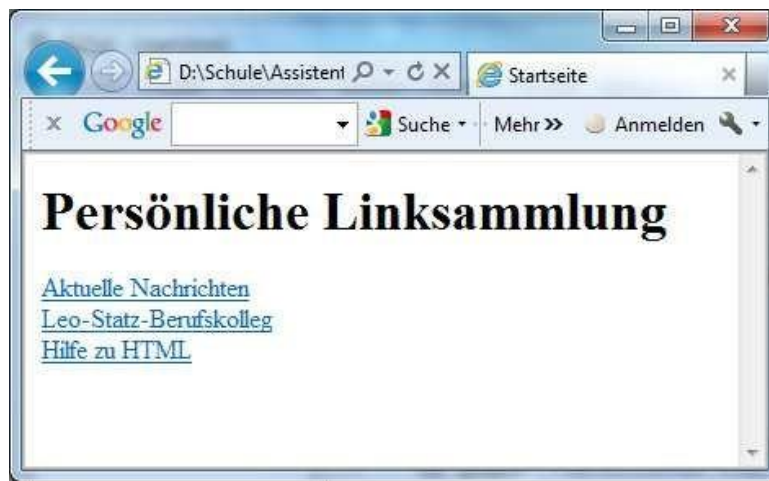 D:\Schule\Assistent
Startseite
Google Suche Mehr Anmelden
Persönliche Linksammlung
Aktuelle Nachrichten
Leo-Statz-Berufskolleg
Hilfe zu HTML